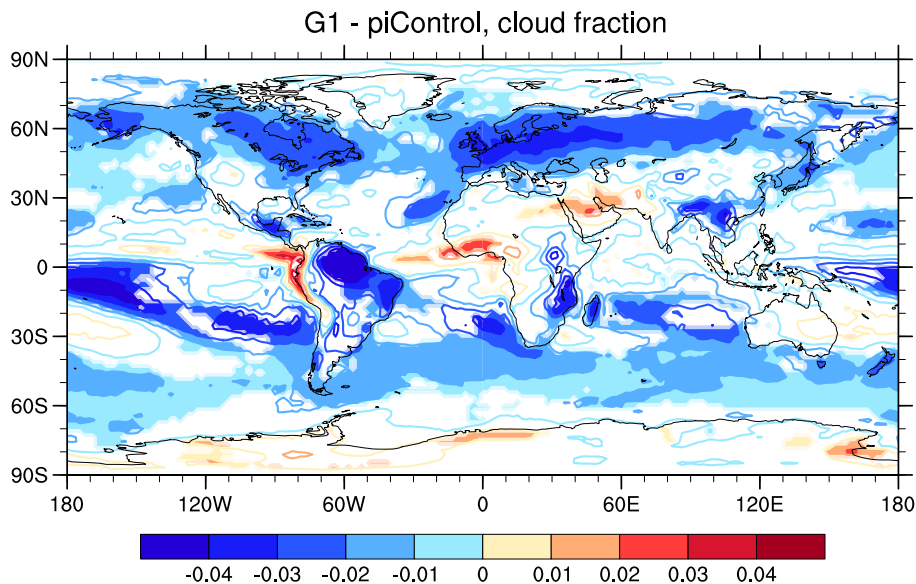 G1 - piControl, cloud fraction
90N
60N
30N
0
30S
60S
90S
180 120W 60W 0 60E 120E 180
-0.04 -0.03 -0.02 -0.01 0 0.01 0.02 0.03 0.04